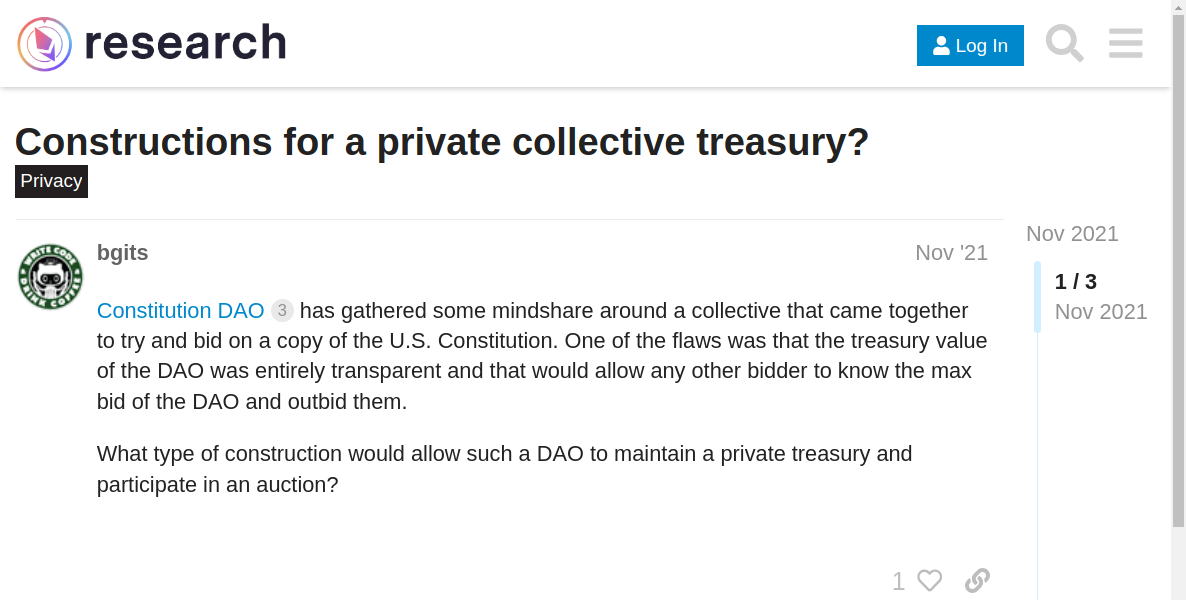 research
Log In
Constructions for a private collective treasury?
Privacy
bgits
Nov '21
Constitution DAO 3 has gathered some mindshare around a collective that came together
to try and bid on a copy of the U.S. Constitution. One of the flaws was that the treasury value
of the DAO was entirely transparent and that would allow any other bidder to know the max
bid of the DAO and outbid them.
What type of construction would allow such a DAO to maintain a private treasury and
participate in an auction?
1
Nov 2021
1 / 3
Nov 2021
WRITE CODE
DRINK COFFEE